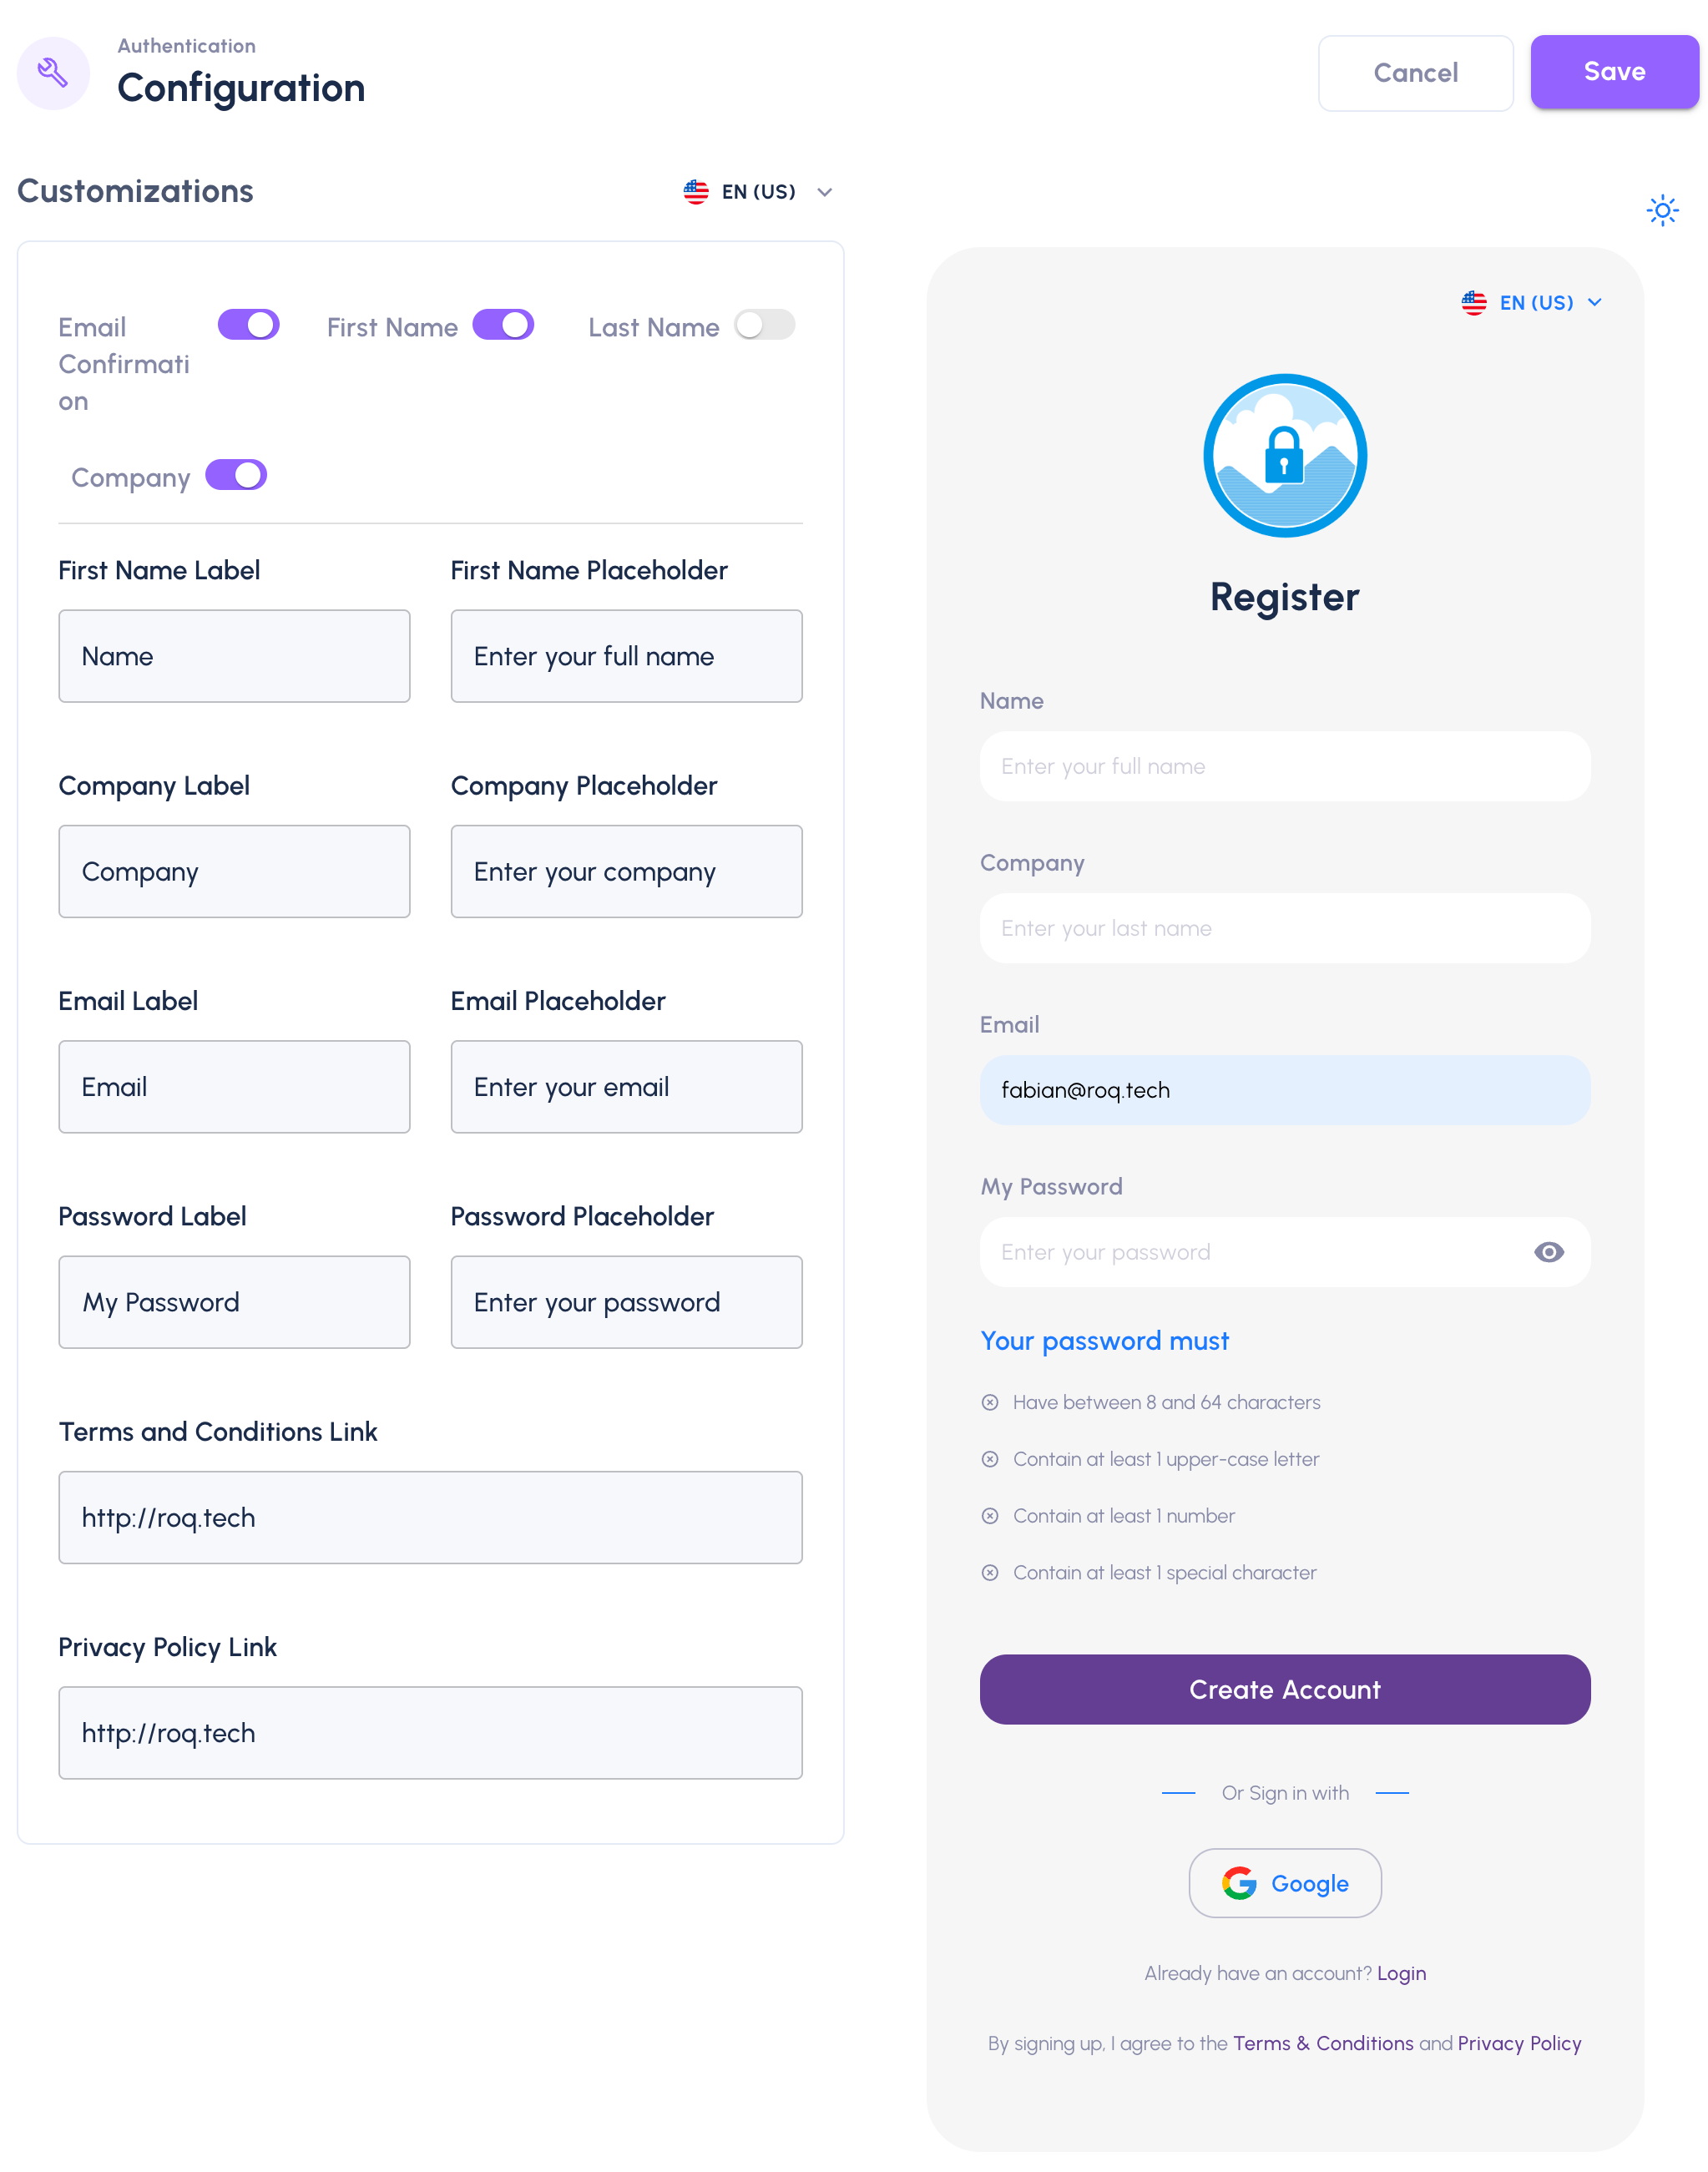 Authentication
Configuration
Cancel
Save
Customizations
EN (US)
Email
Confirmati
on
First Name
Last Name
Company
First Name Label
First Name Placeholder
Name
Enter your full name
Company Label
Company Placeholder
Company
Enter your company
Email Label
Email Placeholder
Email
Enter your email
Password Label
Password Placeholder
My Password
Enter your password
Terms and Conditions Link
http://roq.tech
Privacy Policy Link
http://roq.tech
EN (US)
Register
Name
Enter your full name
Company
Enter your last name
Email
fabian@roq.tech
My Password
Enter your password
Your password must
Have between 8 and 64 characters
Contain at least 1 upper-case letter
Contain at least 1 number
Contain at least 1 special character
Create Account
Or Sign in with
Google
Already have an account? Login
By signing up, I agree to the Terms & Conditions and Privacy Policy